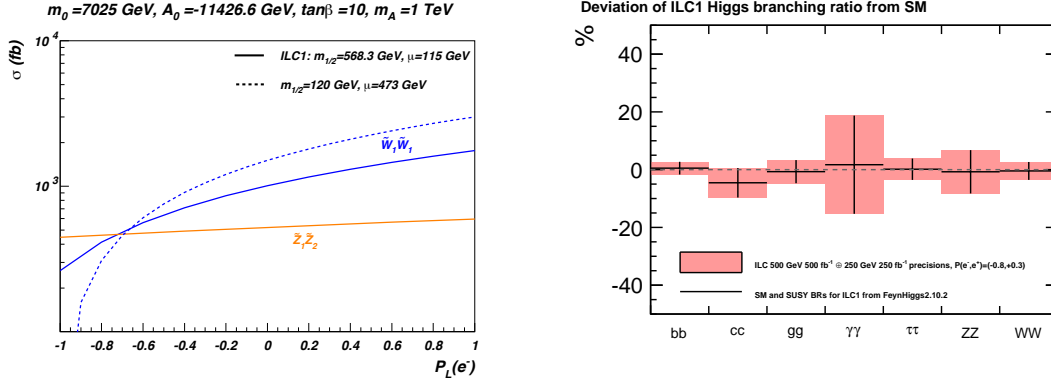 m₀ =7025 GeV, A₀ =-11426.6 GeV, tanβ =10, m_A =1 TeV
σ (fb)
10⁴
10³
ILC1: m₁/₂=568.3 GeV, μ=115 GeV
m₁/₂=120 GeV, μ=473 GeV
W̃₁W̃₁
Z̃₁Z̃₂
-1 -0.8 -0.6 -0.4 -0.2 0 0.2 0.4 0.6 0.8 1
P_L(e⁻)
Deviation of ILC1 Higgs branching ratio from SM
%
40
20
0
-20
-40
ILC 500 GeV 500 fb⁻¹ ⊕ 250 GeV 250 fb⁻¹ precisions, P(e⁻,e⁺)=(-0.8,+0.3)
SM and SUSY BRs for ILC1 from FeynHiggs2.10.2
bb cc gg γγ ττ ZZ WW